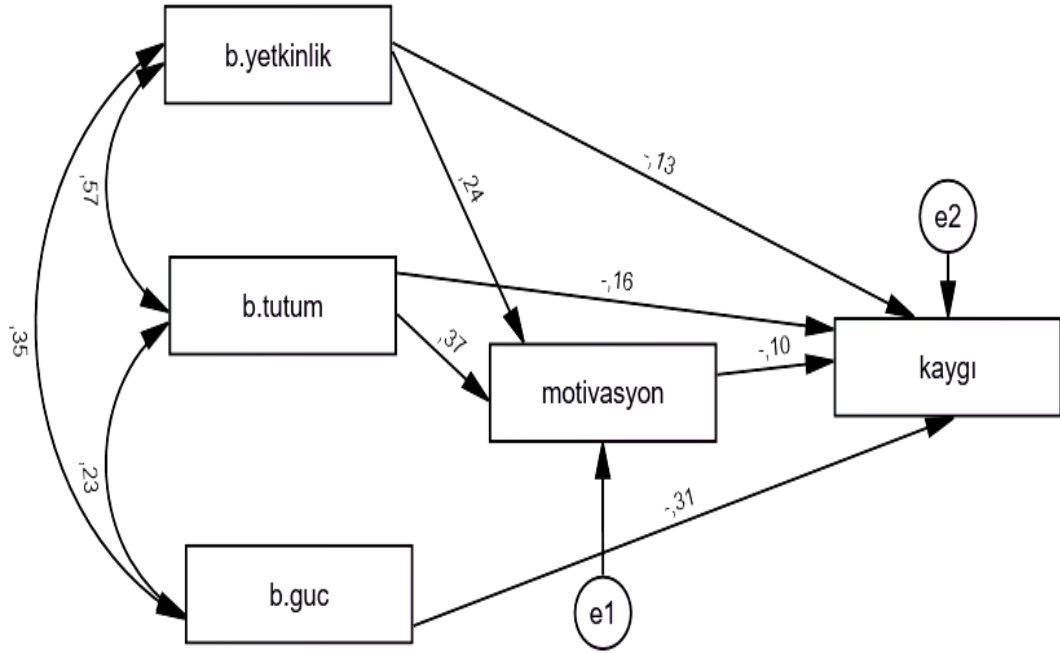 b.yetkinlik
-,13
,24
,57
e2
b.tutum
-,16
,37
-,10
kaygı
motivasyon
,35
,23
-,31
b.guc
e1